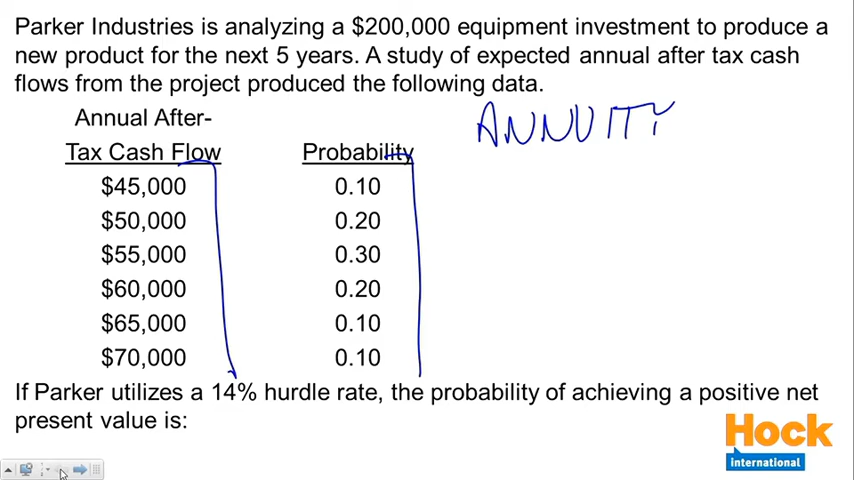 Parker Industries is analyzing a $200,000 equipment investment to produce a
new product for the next 5 years. A study of expected annual after tax cash
flows from the project produced the following data.
Annual After-
ANNUITY
Tax Cash Flow Probability
$45,000 0.10
$50,000 0.20
$55,000 0.30
$60,000 0.20
$65,000 0.10
$70,000 0.10
If Parker utilizes a 14% hurdle rate, the probability of achieving a positive net
present value is:
Hock
international